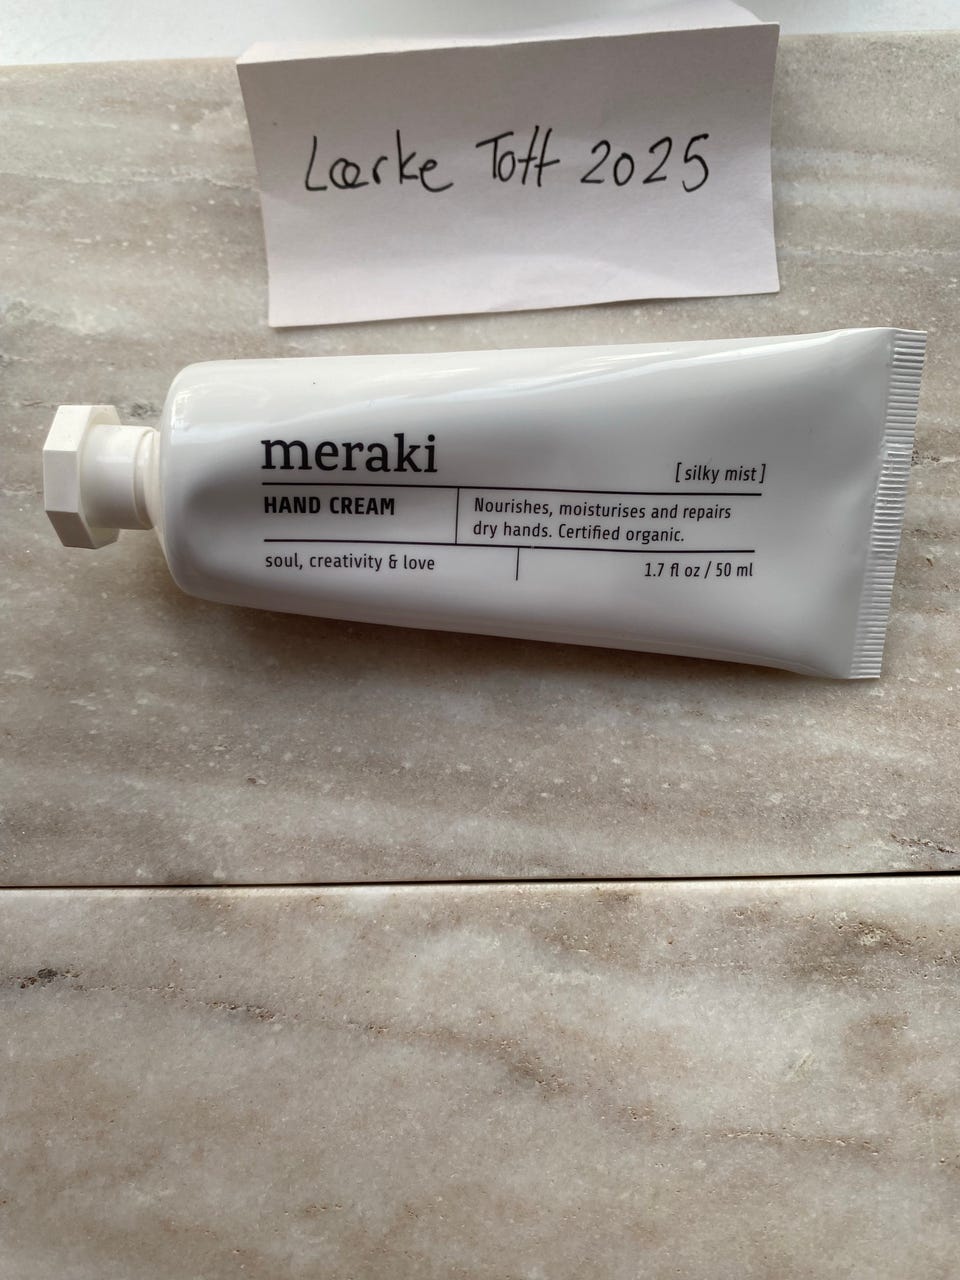 Lærke Toft 2025
meraki
[silky mist]
HAND CREAM
Nourishes, moisturises and repairs
dry hands. Certified organic.
soul, creativity & love
1.7 fl oz / 50 ml